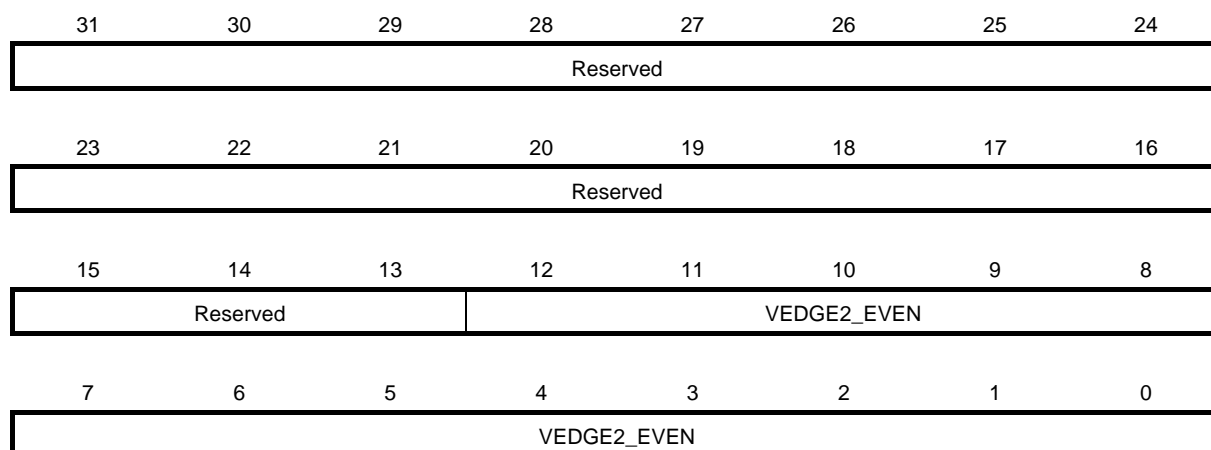 31 30 29 28 27 26 25 24
Reserved
23 22 21 20 19 18 17 16
Reserved
15 14 13 12 11 10 9 8
Reserved VEDGE2_EVEN
7 6 5 4 3 2 1 0
VEDGE2_EVEN